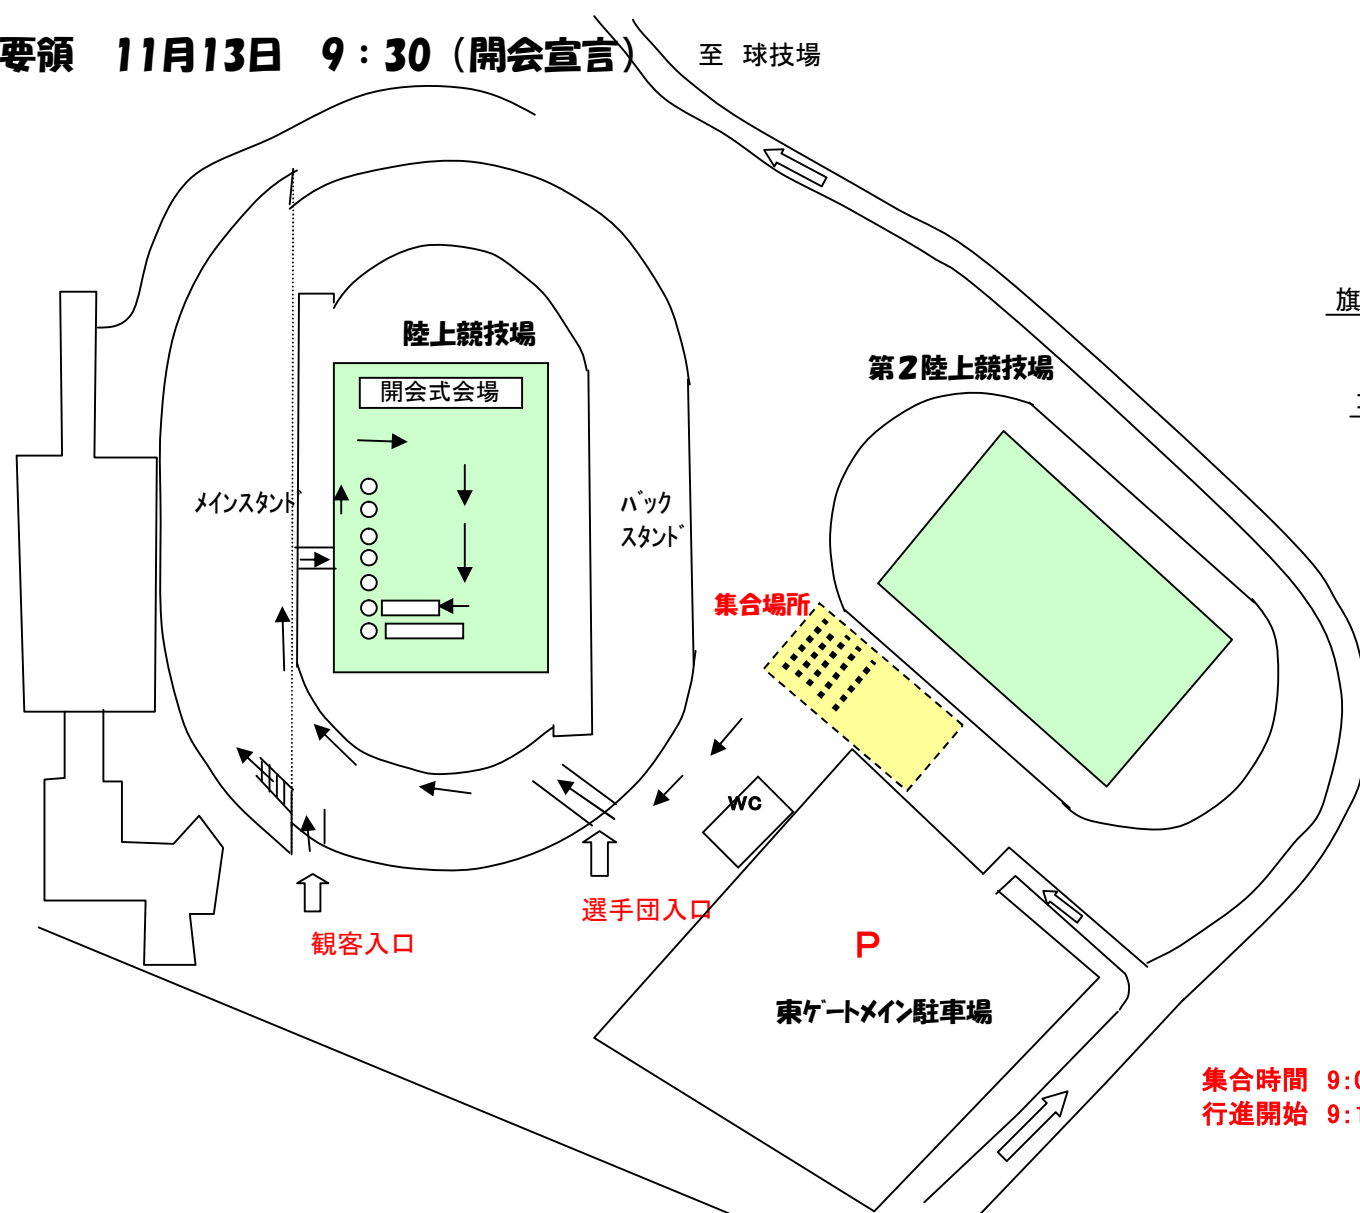 要領　11月13日　9：30（開会宣言）
至 球技場
旗
陸上競技場
第２陸上競技場
開会式会場
メインスタンド
バック
スタンド
集合場所
WC
選手団入口
観客入口
P
東ゲートメイン駐車場
集合時間 9:0
行進開始 9:1